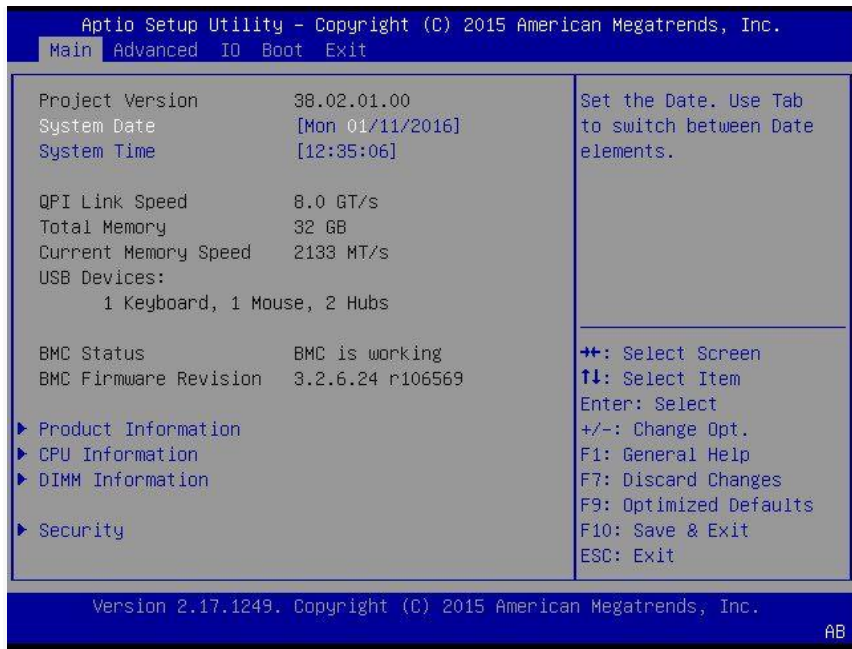 Aptio Setup Utility – Copyright (C) 2015 American Megatrends, Inc.
Main Advanced IO Boot Exit
Project Version 38.02.01.00
System Date [Mon 01/11/2016]
System Time [12:35:06]
QPI Link Speed 8.0 GT/s
Total Memory 32 GB
Current Memory Speed 2133 MT/s
USB Devices:
1 Keyboard, 1 Mouse, 2 Hubs
BMC Status BMC is working
BMC Firmware Revision 3.2.6.24 r106569
Product Information
CPU Information
DIMM Information
Security
Set the Date. Use Tab
to switch between Date
elements.
→←: Select Screen
↑↓: Select Item
Enter: Select
+/-: Change Opt.
F1: General Help
F7: Discard Changes
F9: Optimized Defaults
F10: Save & Exit
ESC: Exit
Version 2.17.1249. Copyright (C) 2015 American Megatrends, Inc.
AB